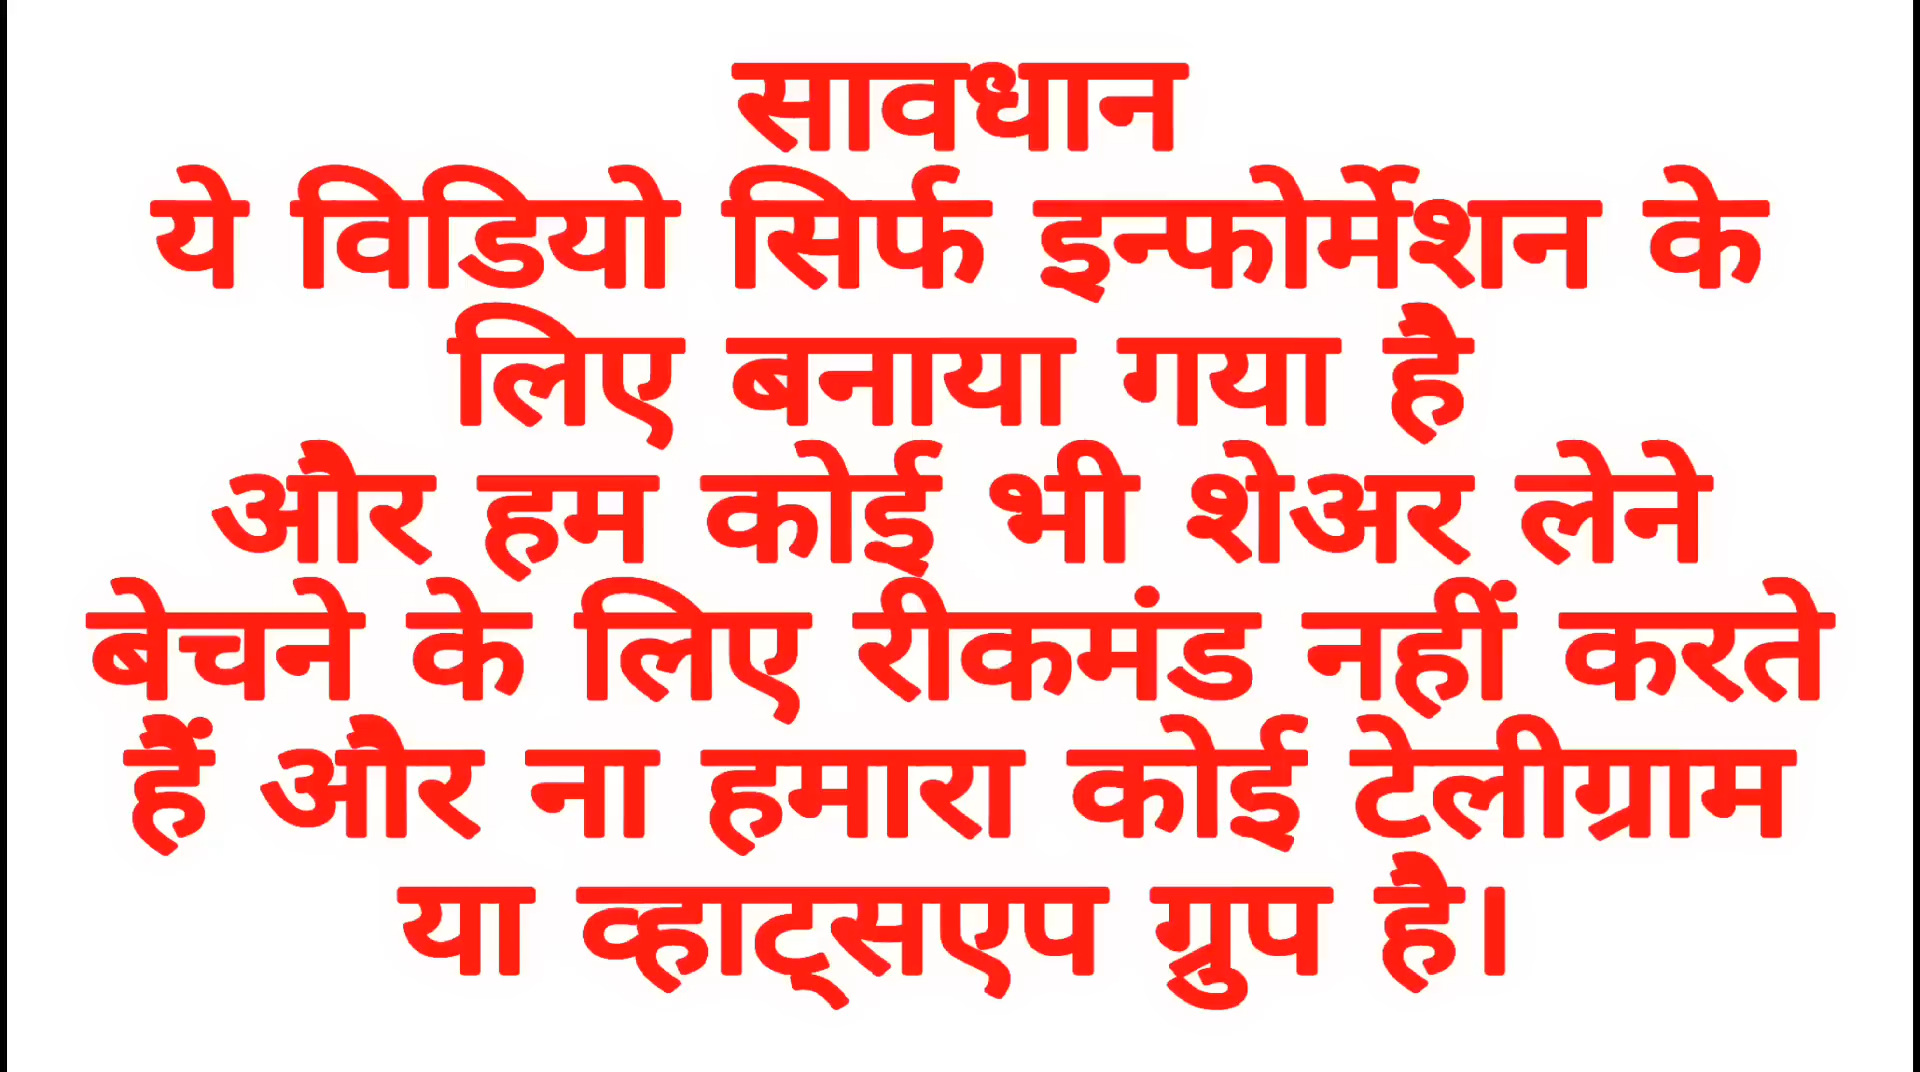 सावधान
ये विडियो सिर्फ इन्फोर्मेशन के
लिए बनाया गया है
और हम कोई भी शेअर लेने
बेचने के लिए रीकमंड नहीं करते
हैं और ना हमारा कोई टेलीग्राम
या व्हाट्सएप ग्रुप है।